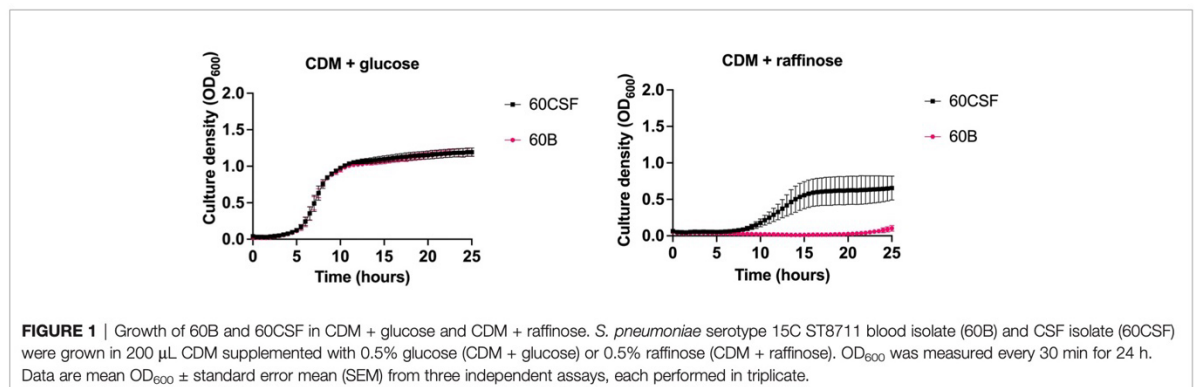 CDM + glucose
Culture density (OD600)
2.0
1.5
1.0
0.5
0.0
0 5 10 15 20 25
Time (hours)
60CSF
60B
CDM + raffinose
Culture density (OD600)
2.0
1.5
1.0
0.5
0.0
0 5 10 15 20 25
Time (hours)
60CSF
60B
FIGURE 1 | Growth of 60B and 60CSF in CDM + glucose and CDM + raffinose. S. pneumoniae serotype 15C ST8711 blood isolate (60B) and CSF isolate (60CSF)
were grown in 200 μL CDM supplemented with 0.5% glucose (CDM + glucose) or 0.5% raffinose (CDM + raffinose). OD600 was measured every 30 min for 24 h.
Data are mean OD600 ± standard error mean (SEM) from three independent assays, each performed in triplicate.